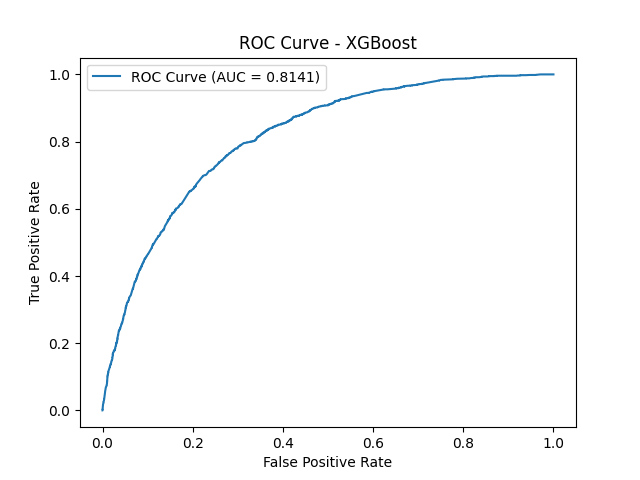 ROC Curve - XGBoost
ROC Curve (AUC = 0.8141)
1.0
0.8
0.6
0.4
0.2
0.0
True Positive Rate
0.0 0.2 0.4 0.6 0.8 1.0
False Positive Rate